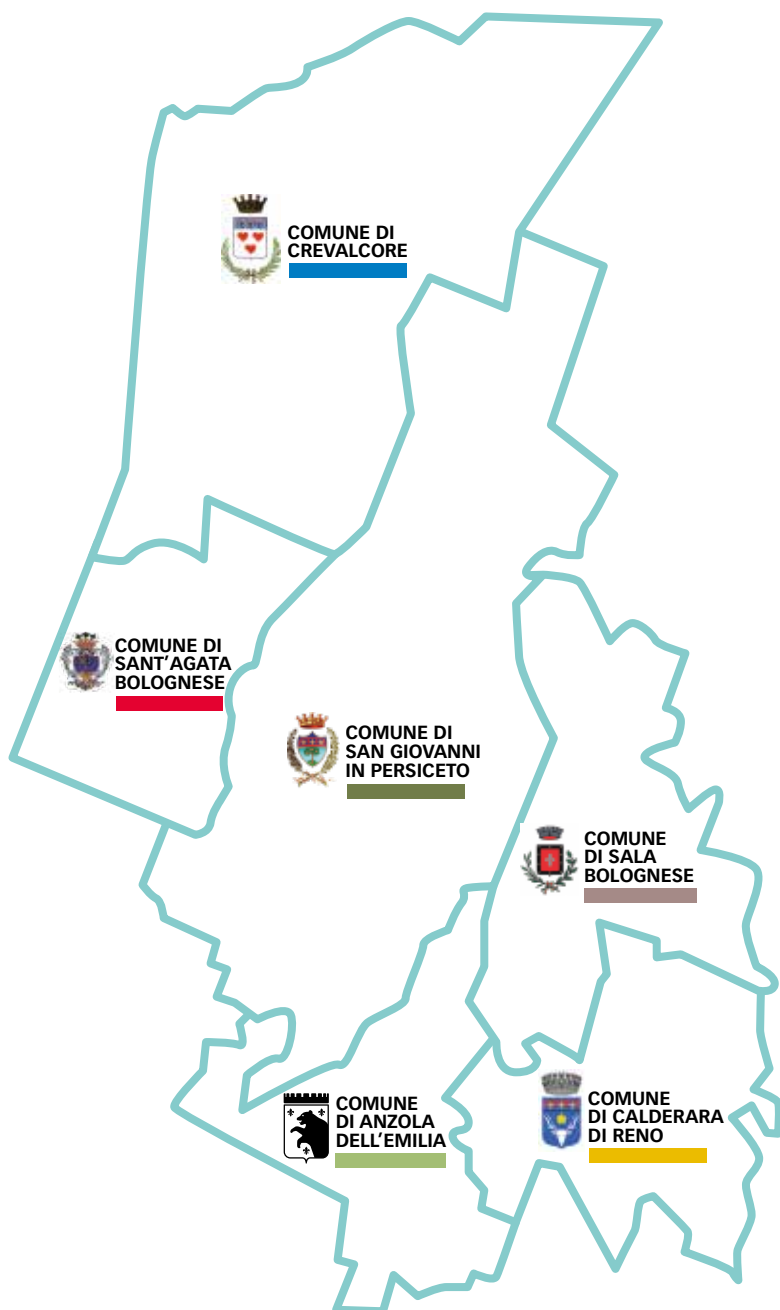 COMUNE DI
CREVALCORE
COMUNE DI
SANT'AGATA
BOLOGNESE
COMUNE DI
SAN GIOVANNI
IN PERSICETO
COMUNE
DI SALA
BOLOGNESE
COMUNE
DI ANZOLA
DELL'EMILIA
COMUNE
DI CALDERARA
DI RENO